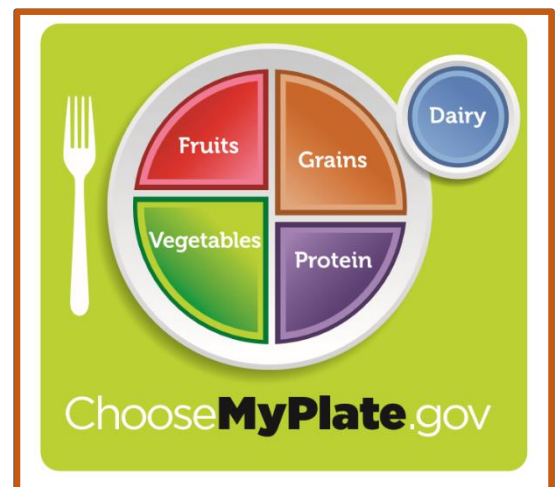 Dairy
Fruits
Grains
Vegetables
Protein
ChooseMyPlate.gov